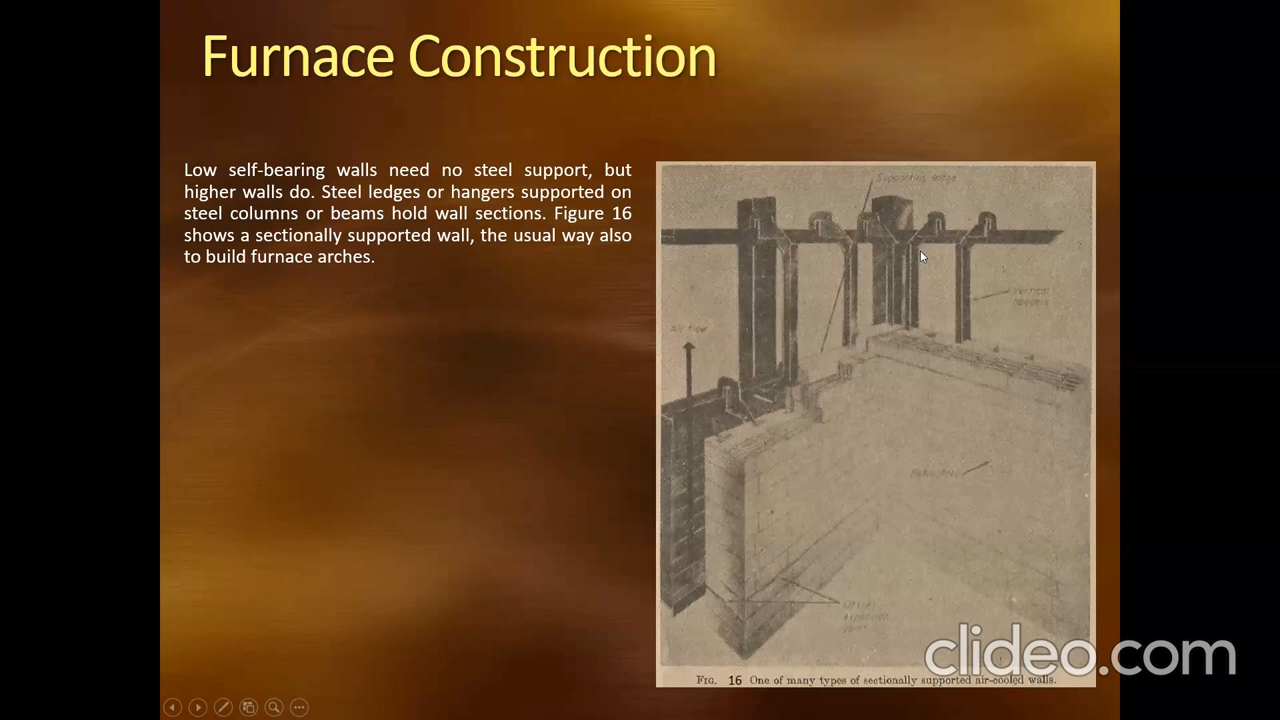 Furnace Construction
Low self-bearing walls need no steel support, but
higher walls do. Steel ledges or hangers supported on
steel columns or beams hold wall sections. Figure 16
shows a sectionally supported wall, the usual way also
to build furnace arches.
Supporting ledge
Vertical
Air flow
FIG. 16 One of many types of sectionally supported air-cooled walls.
clideo.com